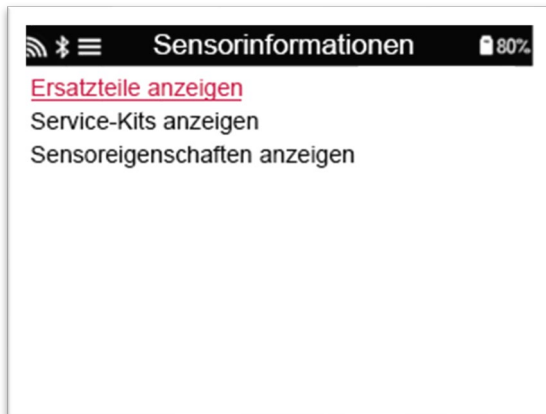 Sensorinformationen 80%
Ersatzteile anzeigen
Service-Kits anzeigen
Sensoreigenschaften anzeigen